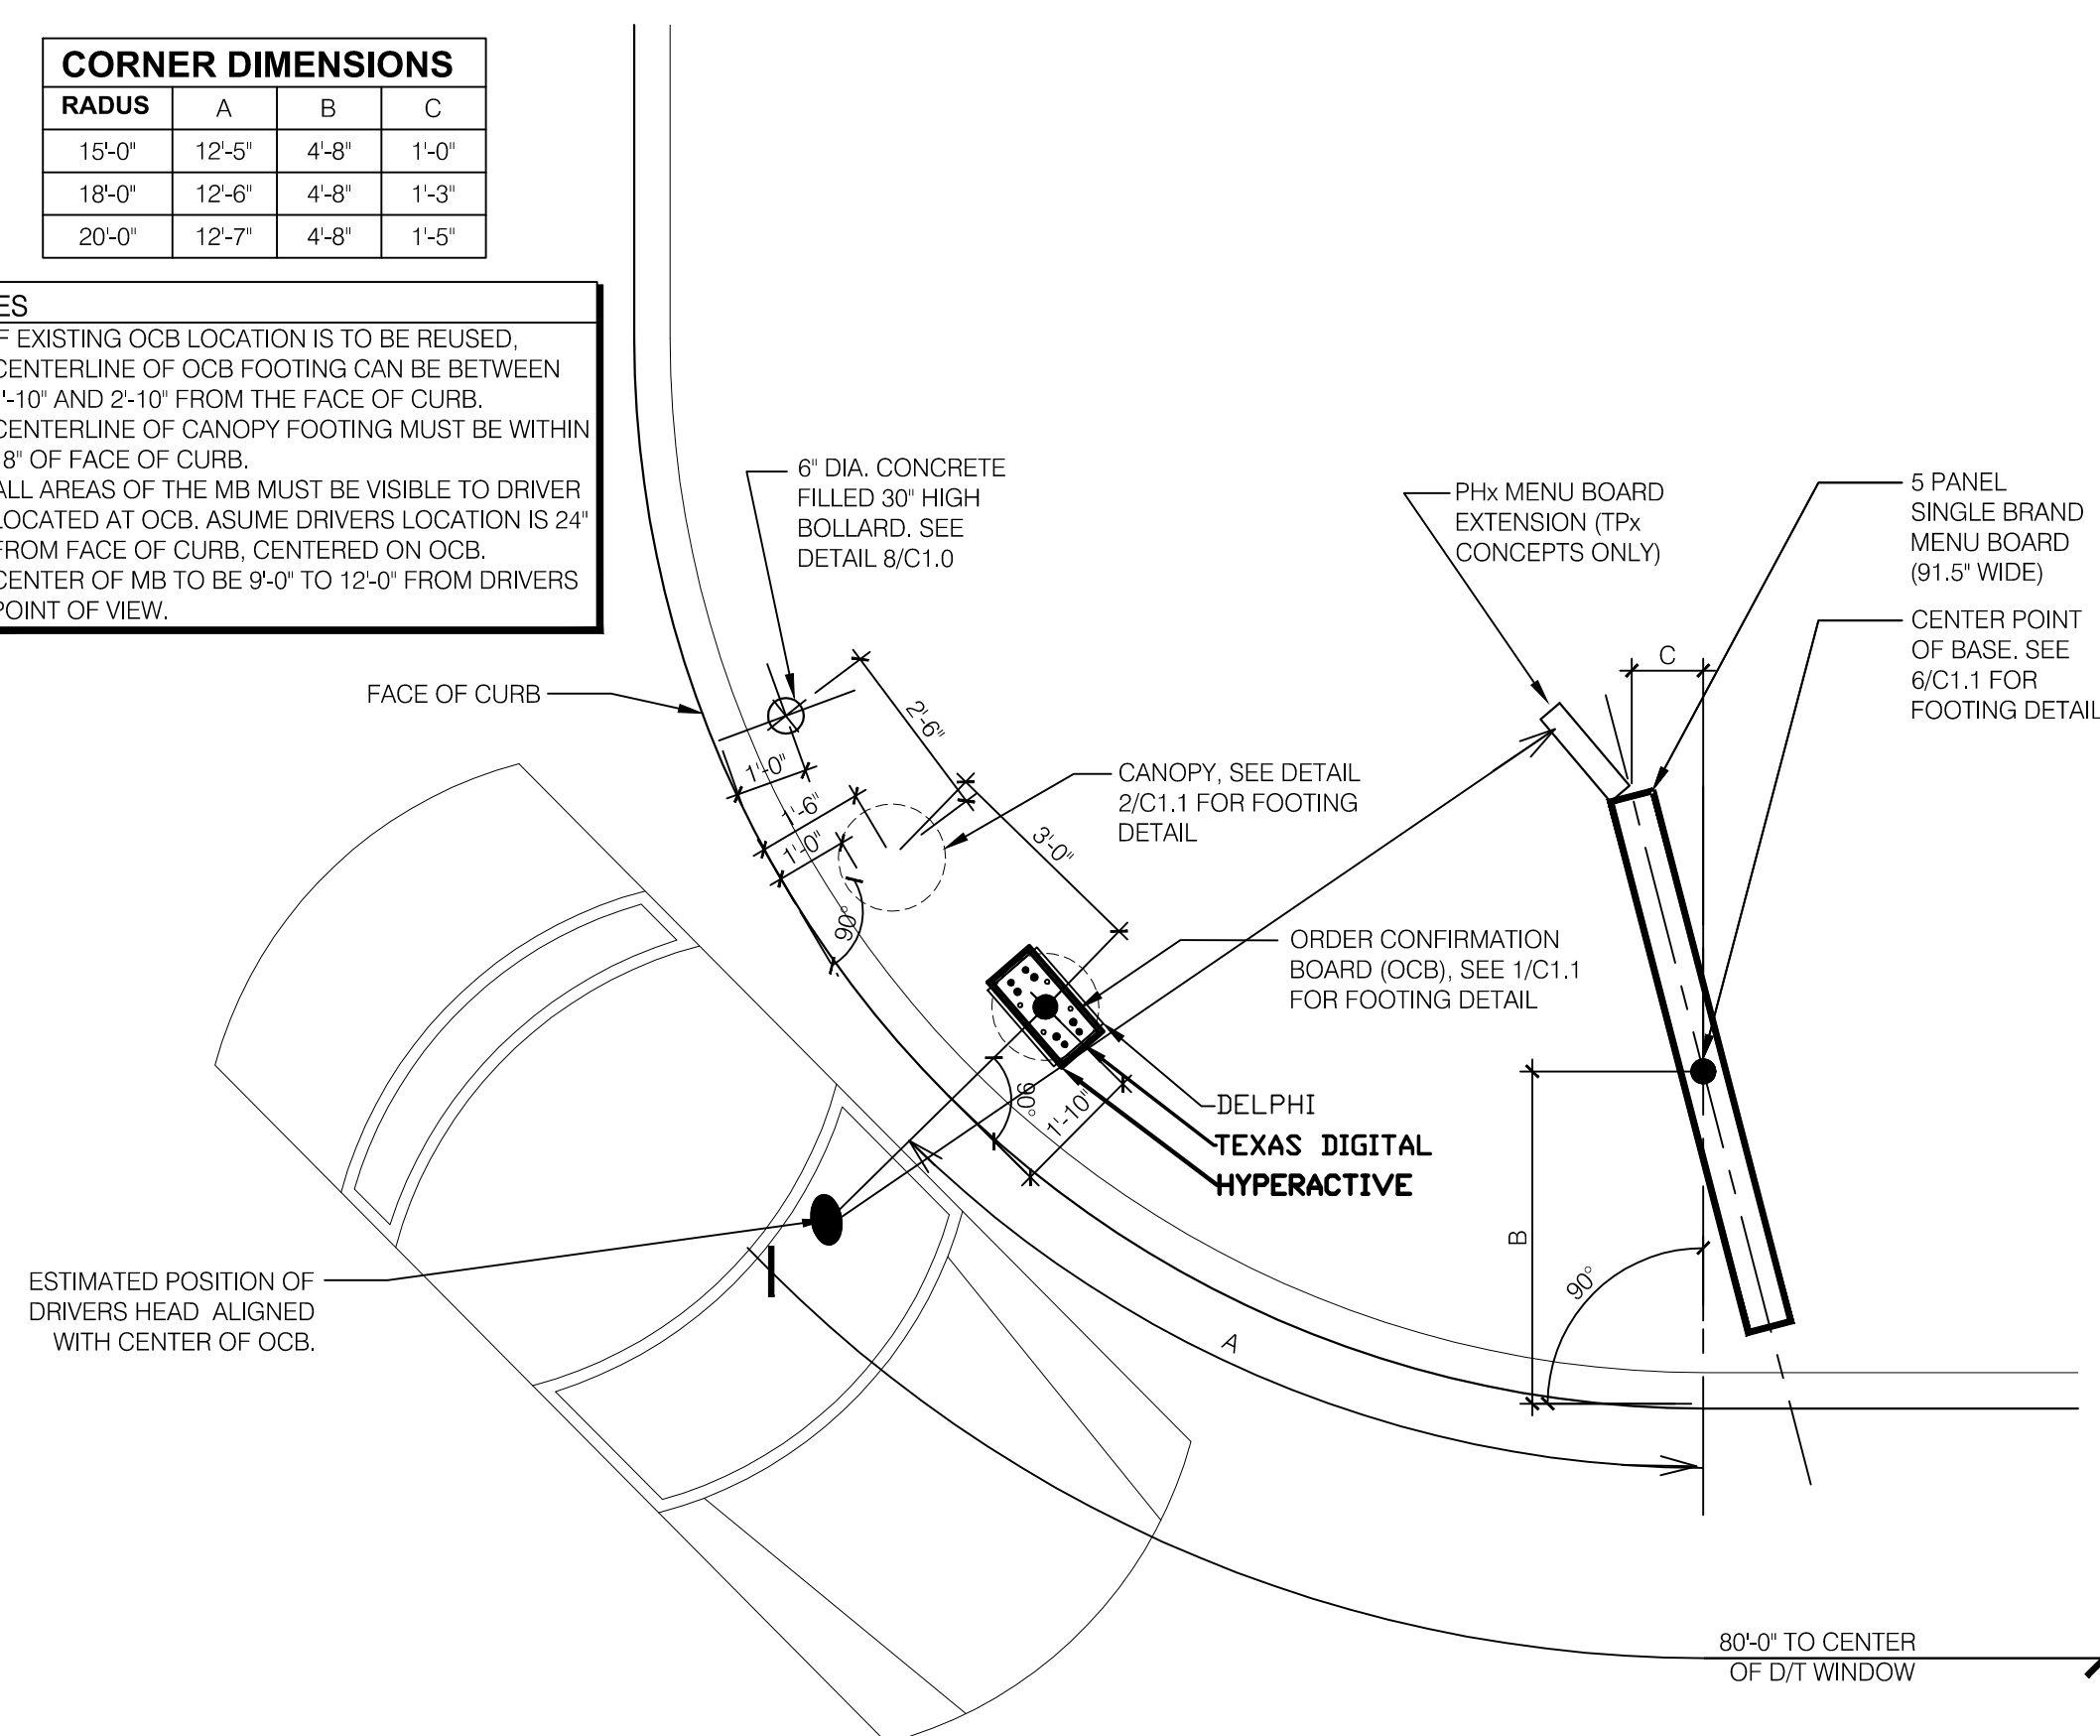 CORNER DIMENSIONS
RADUS A B C
15'-0" 12'-5" 4'-8" 1'-0"
18'-0" 12'-6" 4'-8" 1'-3"
20'-0" 12'-7" 4'-8" 1'-5"
EXISTING OCB LOCATION IS TO BE REUSED,
CENTERLINE OF OCB FOOTING CAN BE BETWEEN
AND 2'-10" FROM THE FACE OF CURB.
CENTERLINE OF CANOPY FOOTING MUST BE WITHIN
8" OF FACE OF CURB.
ALL AREAS OF THE MB MUST BE VISIBLE TO DRIVER
LOCATED AT OCB. ASUME DRIVERS LOCATION IS 24"
FROM FACE OF CURB, CENTERED ON OCB.
CENTER OF MB TO BE 9'-0" TO 12'-0" FROM DRIVERS
POINT OF VIEW.
6" DIA. CONCRETE
FILLED 30" HIGH
BOLLARD. SEE
DETAIL 8/C1.0
PHx MENU BOARD
EXTENSION (TPx
CONCEPTS ONLY)
5 PANEL
SINGLE BRAND
MENU BOARD
(91.5" WIDE)
CENTER POINT
OF BASE. SEE
6/C1.1 FOR
FOOTING DETAIL
C
FACE OF CURB
2'-6"
1'-0"
1'-6"
1'-0"
90°
3'-0"
CANOPY, SEE DETAIL
2/C1.1 FOR FOOTING
DETAIL
ORDER CONFIRMATION
BOARD (OCB), SEE 1/C1.1
FOR FOOTING DETAIL
90°
1'-10"
DELPHI
TEXAS DIGITAL
HYPERACTIVE
B
90°
A
ESTIMATED POSITION OF
DRIVERS HEAD ALIGNED
WITH CENTER OF OCB.
80'-0" TO CENTER
OF D/T WINDOW